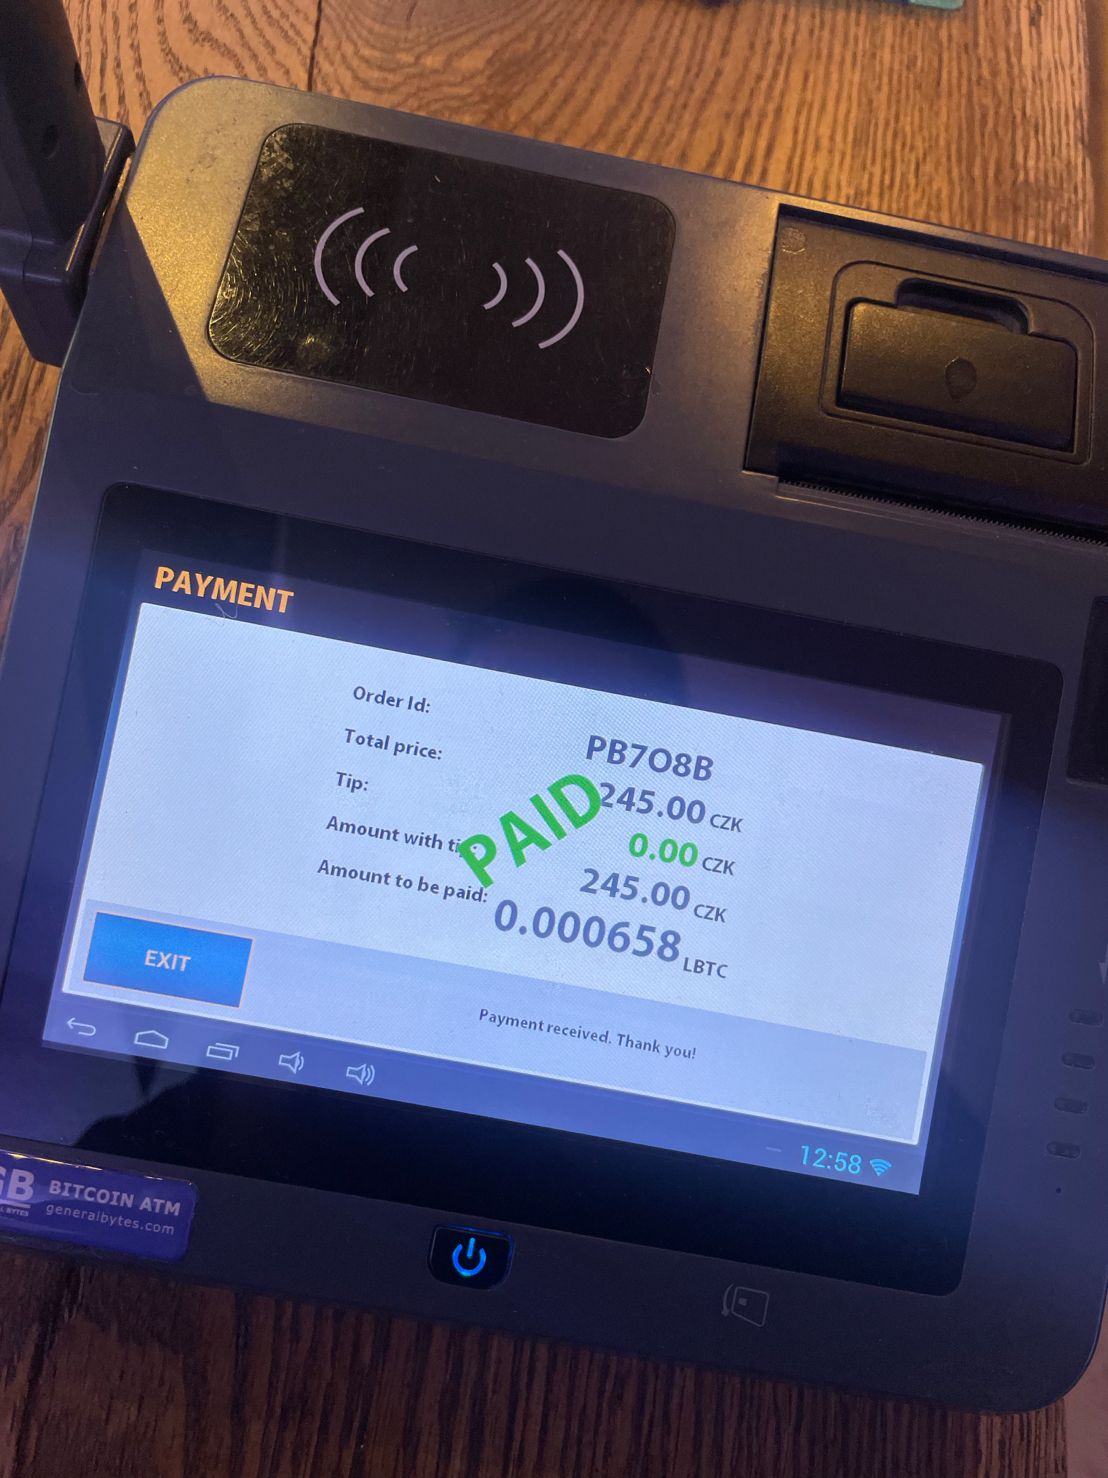 PAYMENT
Order Id: PB7O8B
Total price: 245.00 CZK
Tip: 0.00 CZK
Amount with tip: 245.00 CZK
Amount to be paid: 0.000658 LBTC
PAID
EXIT
Payment received. Thank you!
12:58
GB BITCOIN ATM
generalbytes.com